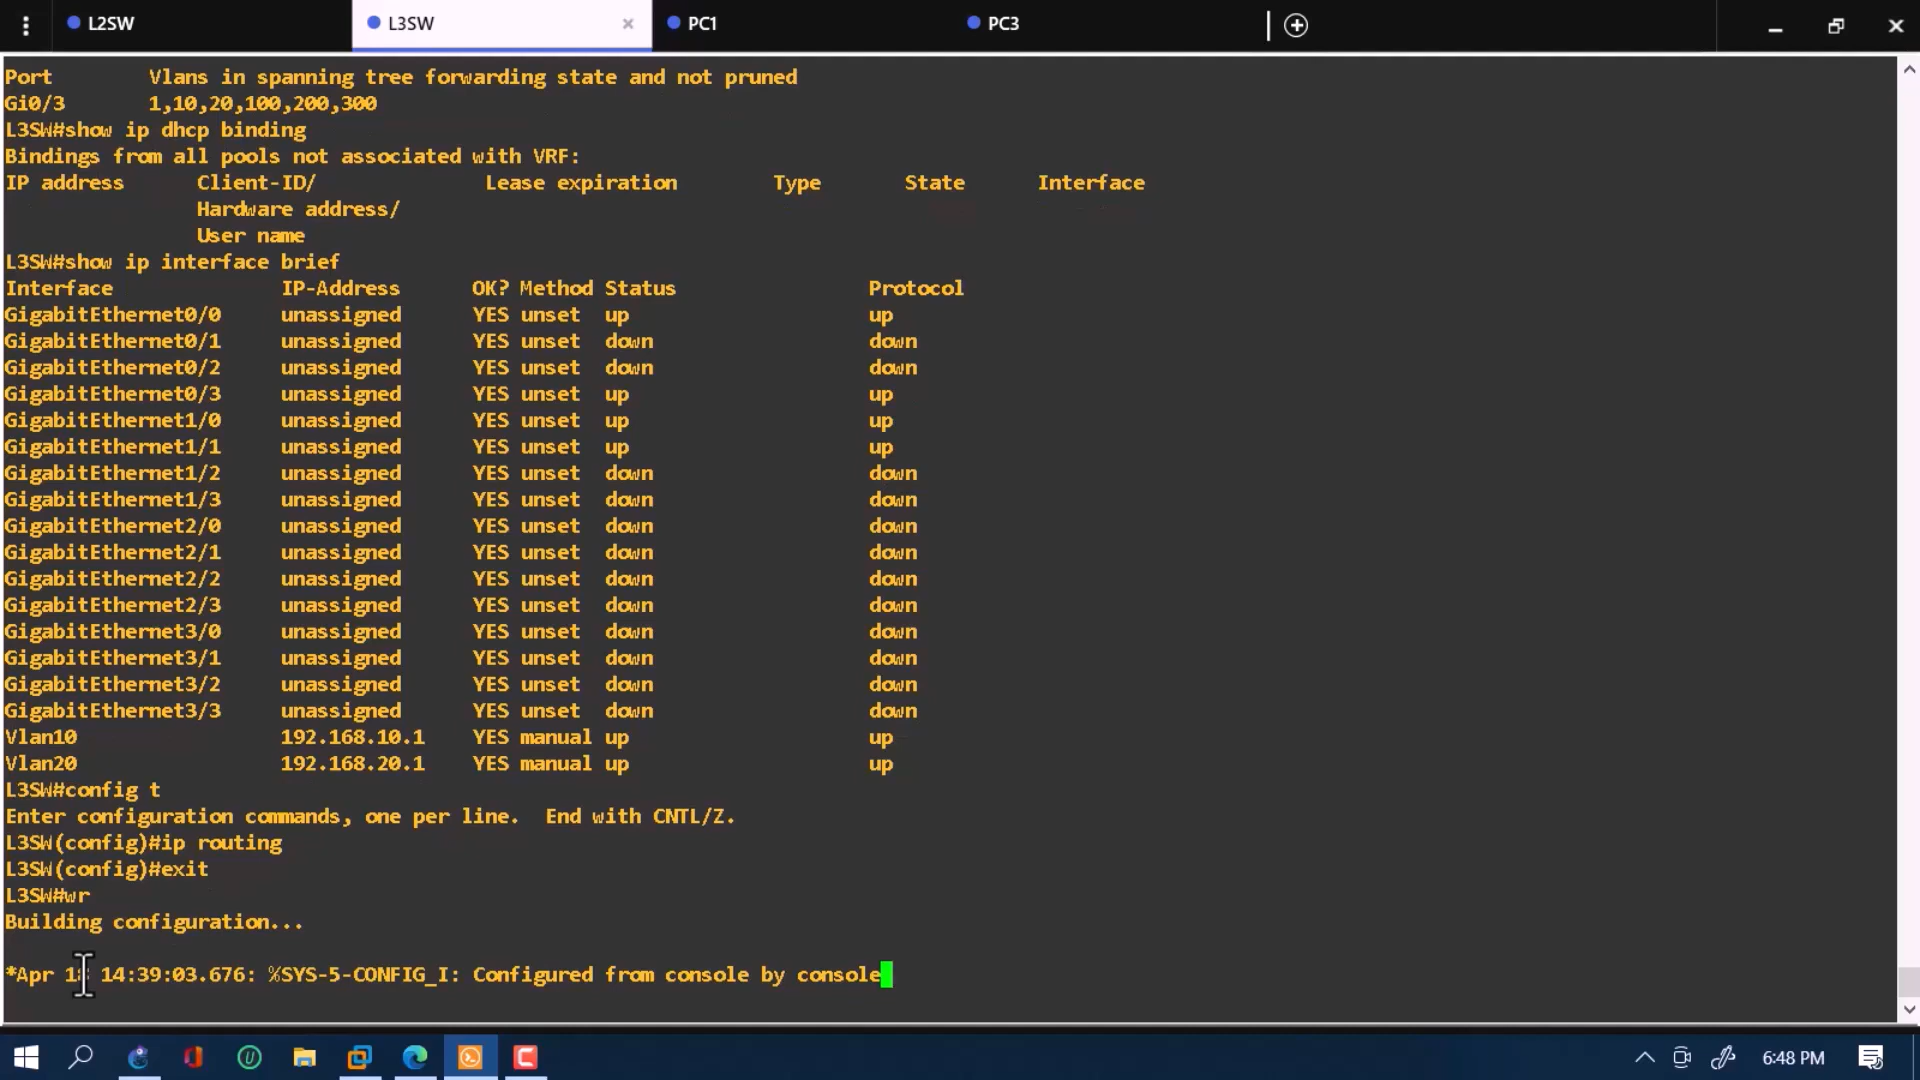 L2SW
L3SW
PC1
PC3
Port        Vlans in spanning tree forwarding state and not pruned
Gi0/3       1,10,20,100,200,300
L3SW#show ip dhcp binding
Bindings from all pools not associated with VRF:
IP address      Client-ID/              Lease expiration        Type       State      Interface
                Hardware address/
                User name
L3SW#show ip interface brief
Interface              IP-Address      OK? Method Status                Protocol
GigabitEthernet0/0     unassigned      YES unset  up                    up
GigabitEthernet0/1     unassigned      YES unset  down                  down
GigabitEthernet0/2     unassigned      YES unset  down                  down
GigabitEthernet0/3     unassigned      YES unset  up                    up
GigabitEthernet1/0     unassigned      YES unset  up                    up
GigabitEthernet1/1     unassigned      YES unset  up                    up
GigabitEthernet1/2     unassigned      YES unset  down                  down
GigabitEthernet1/3     unassigned      YES unset  down                  down
GigabitEthernet2/0     unassigned      YES unset  down                  down
GigabitEthernet2/1     unassigned      YES unset  down                  down
GigabitEthernet2/2     unassigned      YES unset  down                  down
GigabitEthernet2/3     unassigned      YES unset  down                  down
GigabitEthernet3/0     unassigned      YES unset  down                  down
GigabitEthernet3/1     unassigned      YES unset  down                  down
GigabitEthernet3/2     unassigned      YES unset  down                  down
GigabitEthernet3/3     unassigned      YES unset  down                  down
Vlan10                 192.168.10.1    YES manual up                    up
Vlan20                 192.168.20.1    YES manual up                    up
L3SW#config t
Enter configuration commands, one per line.  End with CNTL/Z.
L3SW(config)#ip routing
L3SW(config)#exit
L3SW#wr
Building configuration...
*Apr 14:39:03.676: %SYS-5-CONFIG_I: Configured from console by console
6:48 PM